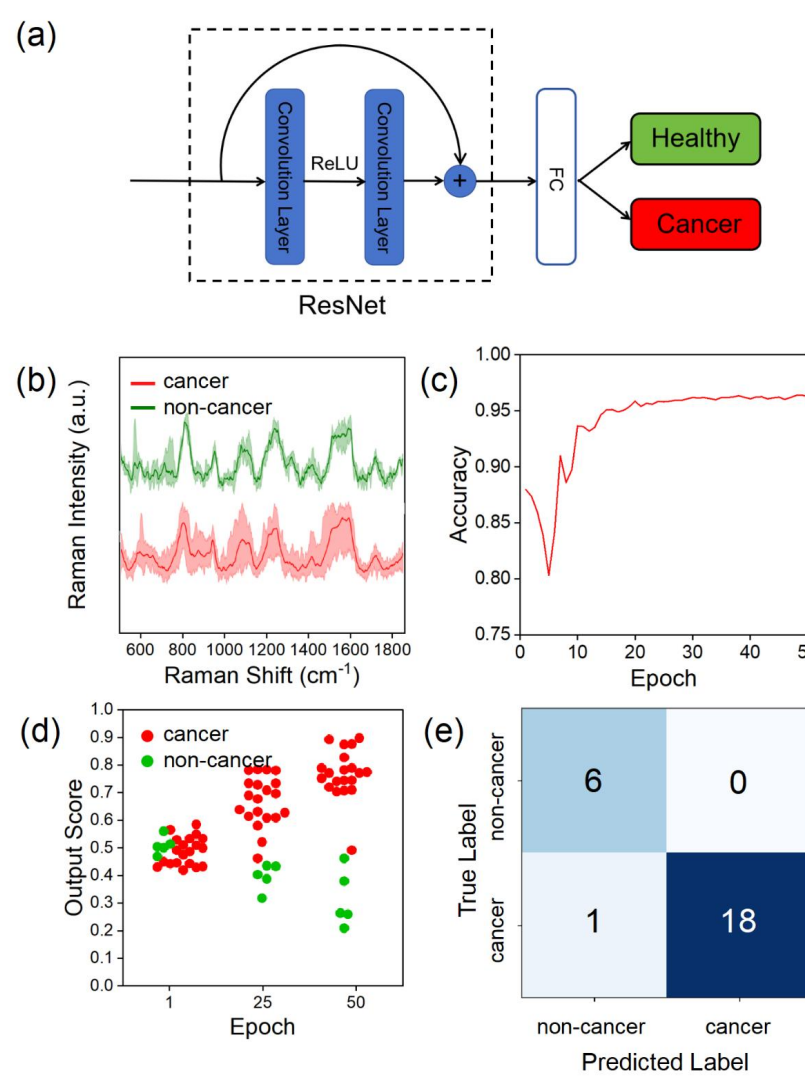 (a)
Convolution Layer
ReLU
Convolution Layer
+
FC
Healthy
Cancer
ResNet
(b)
cancer
non-cancer
Raman Intensity (a.u.)
600 800 1000 1200 1400 1600 1800
Raman Shift (cm⁻¹)
(c)
1.00
0.95
0.90
0.85
0.80
0.75
Accuracy
0 10 20 30 40
Epoch
(d)
1.0
0.9
0.8
0.7
0.6
0.5
0.4
0.3
0.2
0.1
0.0
cancer
non-cancer
Output Score
1 25 50
Epoch
(e)
True Label
non-cancer
cancer
6 0
1 18
non-cancer cancer
Predicted Label